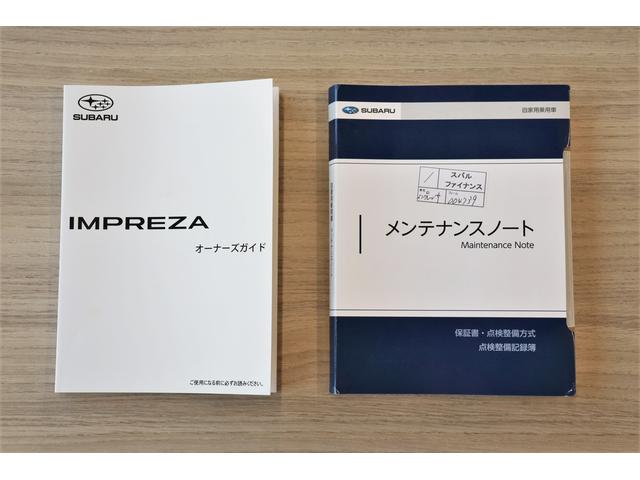 SUBARU
IMPREZA
オーナーズガイド
ご使用になる前に必ずお読みください。
SUBARU
自家用乗用車
スバル
ファイナンス
004739
メンテナンスノート
Maintenance Note
保証書・点検整備方式
点検整備記録簿